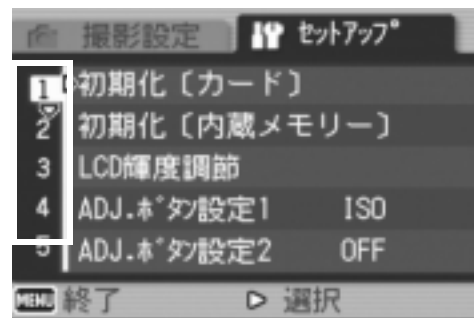 撮影設定 セットアップ
1 初期化〔カード〕
2 初期化〔内蔵メモリー〕
3 LCD輝度調節
4 ADJ.ボタン設定1 ISO
5 ADJ.ボタン設定2 OFF
MENU 終了 ▷ 選択